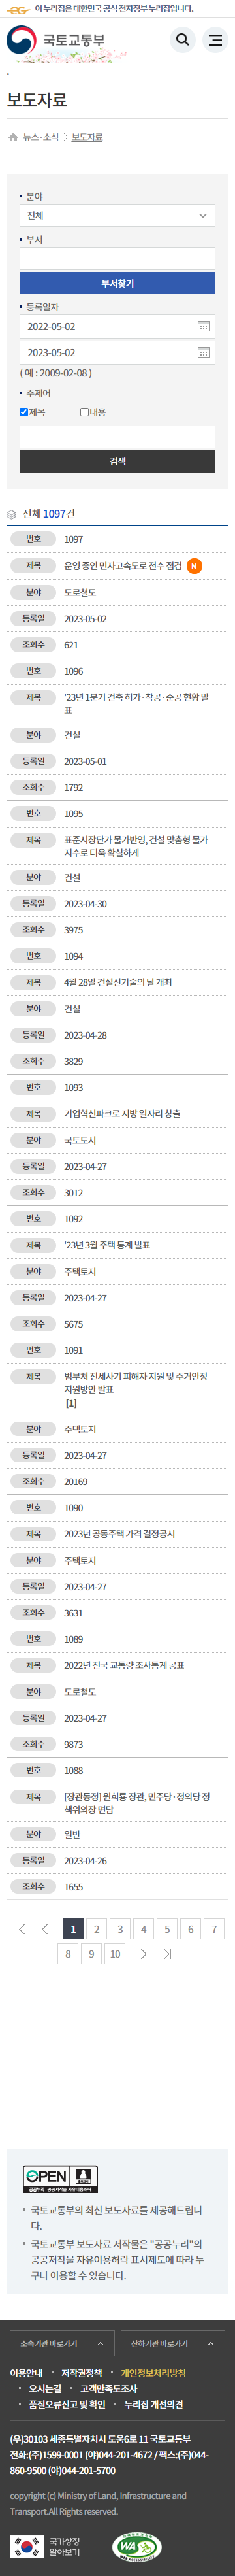 이 누리집은 대한민국 공식 전자정부 누리집입니다.
국토교통부
보도자료
뉴스·소식 > 보도자료
분야
전체
부서
부서찾기
등록일자
2022-05-02
2023-05-02
( 예 : 2009-02-08 )
주제어
제목 내용
검색
전체 1097건
번호 1097
제목 운영 중인 민자고속도로 전수 점검 N
분야 도로철도
등록일 2023-05-02
조회수 621
번호 1096
제목 '23년 1분기 건축 허가·착공·준공 현황 발
표
분야 건설
등록일 2023-05-01
조회수 1792
번호 1095
제목 표준시장단가 물가반영, 건설 맞춤형 물가
지수로 더욱 확실하게
분야 건설
등록일 2023-04-30
조회수 3975
번호 1094
제목 4월 28일 건설신기술의 날 개최
분야 건설
등록일 2023-04-28
조회수 3829
번호 1093
제목 기업혁신파크로 지방 일자리 창출
분야 국토도시
등록일 2023-04-27
조회수 3012
번호 1092
제목 '23년 3월 주택 통계 발표
분야 주택토지
등록일 2023-04-27
조회수 5675
번호 1091
제목 범부처 전세사기 피해자 지원 및 주거안정
지원방안 발표
[1]
분야 주택토지
등록일 2023-04-27
조회수 20169
번호 1090
제목 2023년 공동주택 가격 결정공시
분야 주택토지
등록일 2023-04-27
조회수 3631
번호 1089
제목 2022년 전국 교통량 조사통계 공표
분야 도로철도
등록일 2023-04-27
조회수 9873
번호 1088
제목 [장관동정] 원희룡 장관, 민주당·정의당 정
책위의장 면담
분야 일반
등록일 2023-04-26
조회수 1655
1 2 3 4 5 6 7
8 9 10
OPEN
공공누리 공공저작물 자유이용허락
국토교통부의 최신 보도자료를 제공해드립니
다.
국토교통부 보도자료 저작물은 "공공누리"의
공공저작물 자유이용허락 표시제도에 따라 누
구나 이용할 수 있습니다.
소속기관 바로가기 산하기관 바로가기
이용안내 저작권정책 개인정보처리방침
오시는길 고객만족도조사
품질오류신고 및 확인 누리집 개선의견
(우)30103 세종특별자치시 도움6로 11 국토교통부
전화:(주)1599-0001 (야)044-201-4672 / 팩스:(주)044-
860-9500 (야)044-201-5700
copyright (c) Ministry of Land, Infrastructure and
Transport.All Rights reserved.
국가상징
알아보기
WA